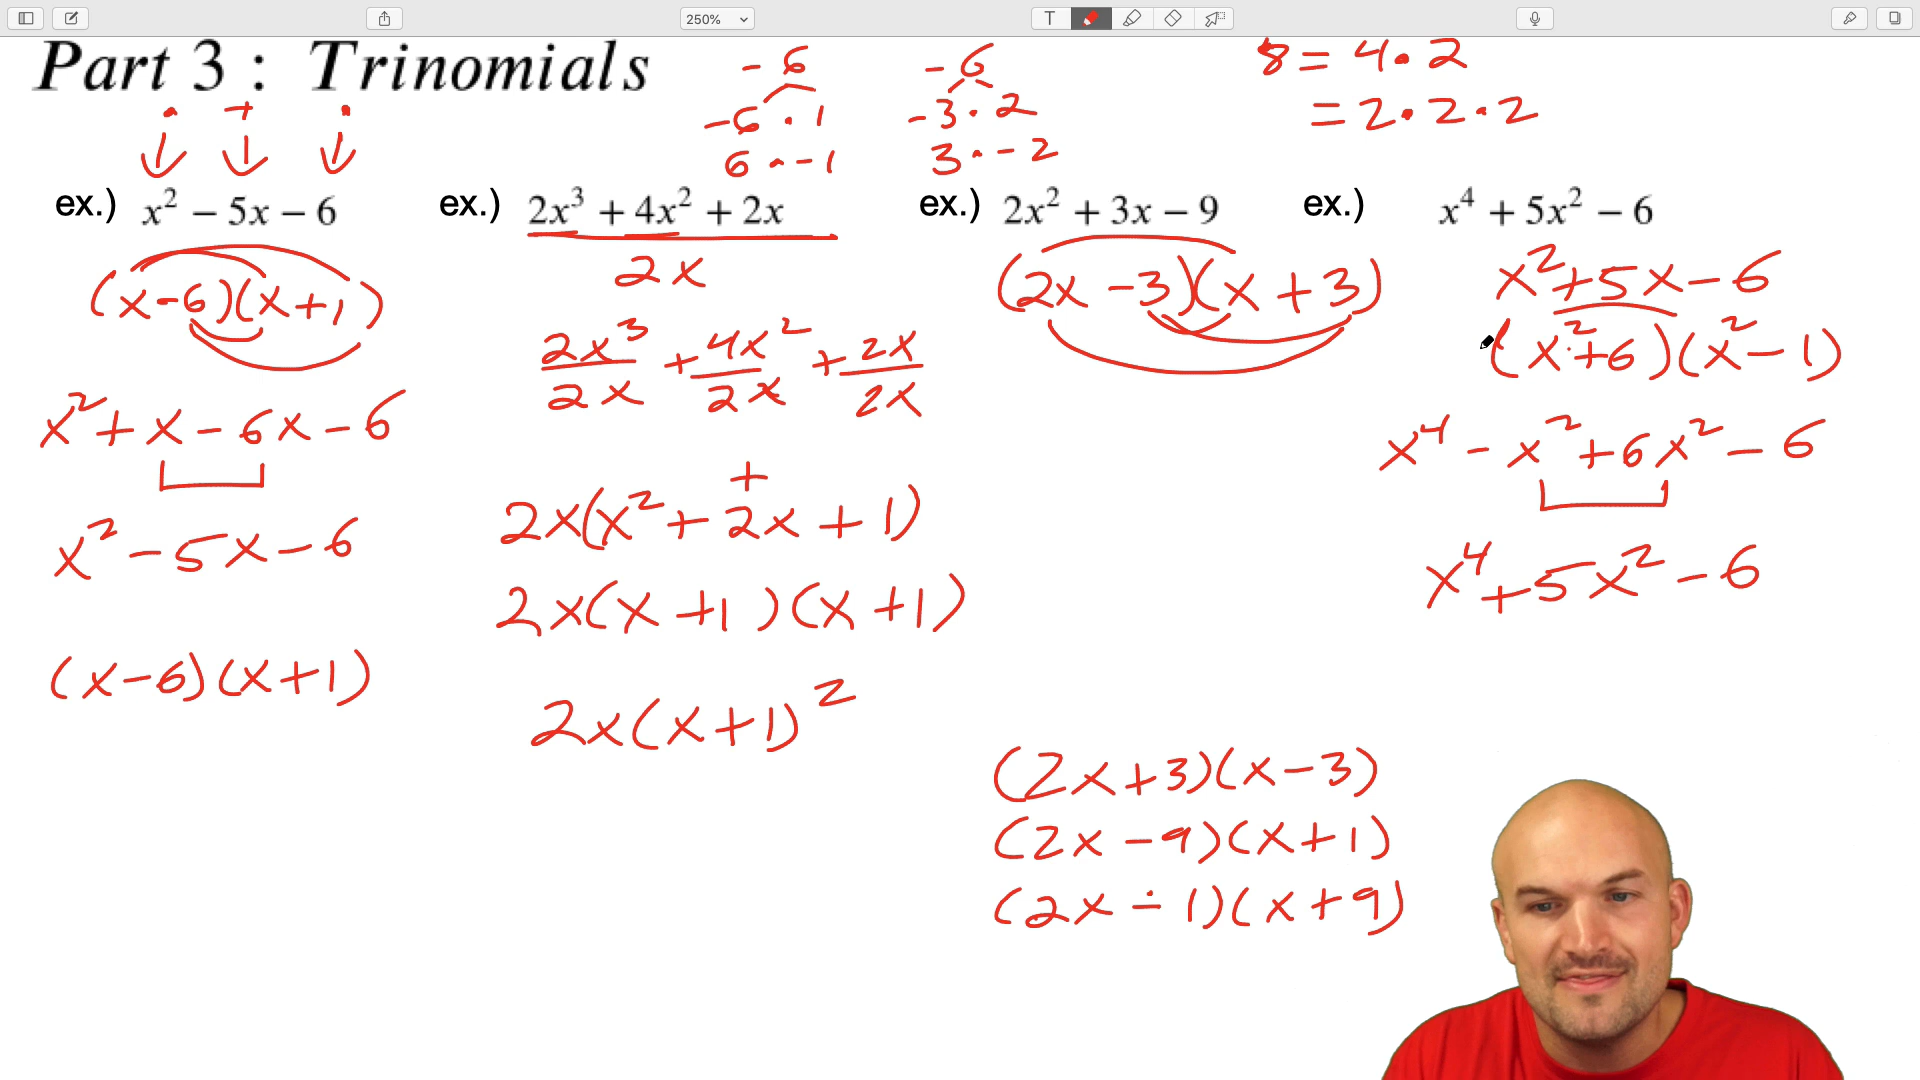 250%
T
Part 3 : Trinomials
- 6
-6 · 1
6 · -1
- 6
-3 · 2
3 · -2
8 = 4 · 2
= 2 · 2 · 2
· + ·
ex.) x² − 5x − 6
(x-6)(x+1)
x² + x - 6x - 6
x² - 5x - 6
(x-6)(x+1)
ex.) 2x³ + 4x² + 2x
2x
2x³/2x + 4x²/2x + 2x/2x
+
2x(x² + 2x + 1)
2x(x +1)(x +1)
2x(x+1)²
ex.) 2x² + 3x − 9
(2x -3)(x +3)
(2x+3)(x-3)
(2x -9)(x+1)
(2x - 1)(x+9)
ex.) x⁴ + 5x² − 6
x²+5x-6
(x²+6)(x²-1)
x⁴ - x² +6x² - 6
x⁴+5x² - 6